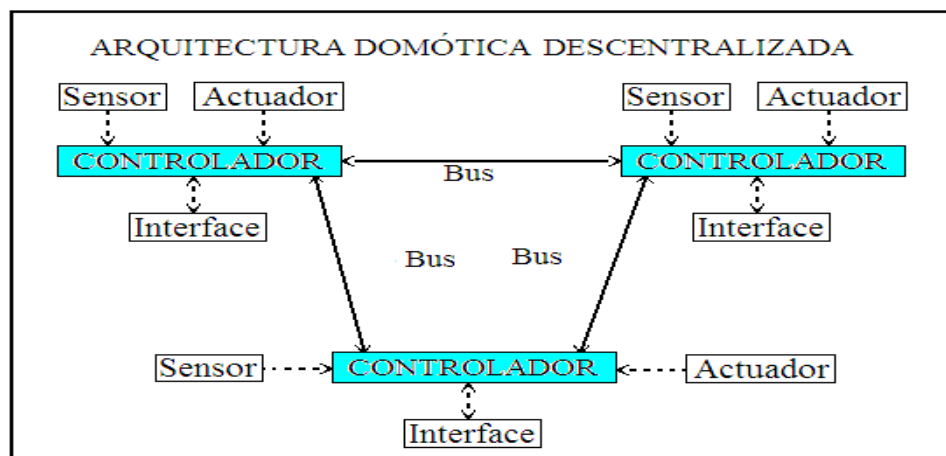 ARQUITECTURA DOMÓTICA DESCENTRALIZADA
Sensor
Actuador
Sensor
Actuador
CONTROLADOR
CONTROLADOR
Bus
Interface
Interface
Bus
Bus
Sensor
CONTROLADOR
Actuador
Interface